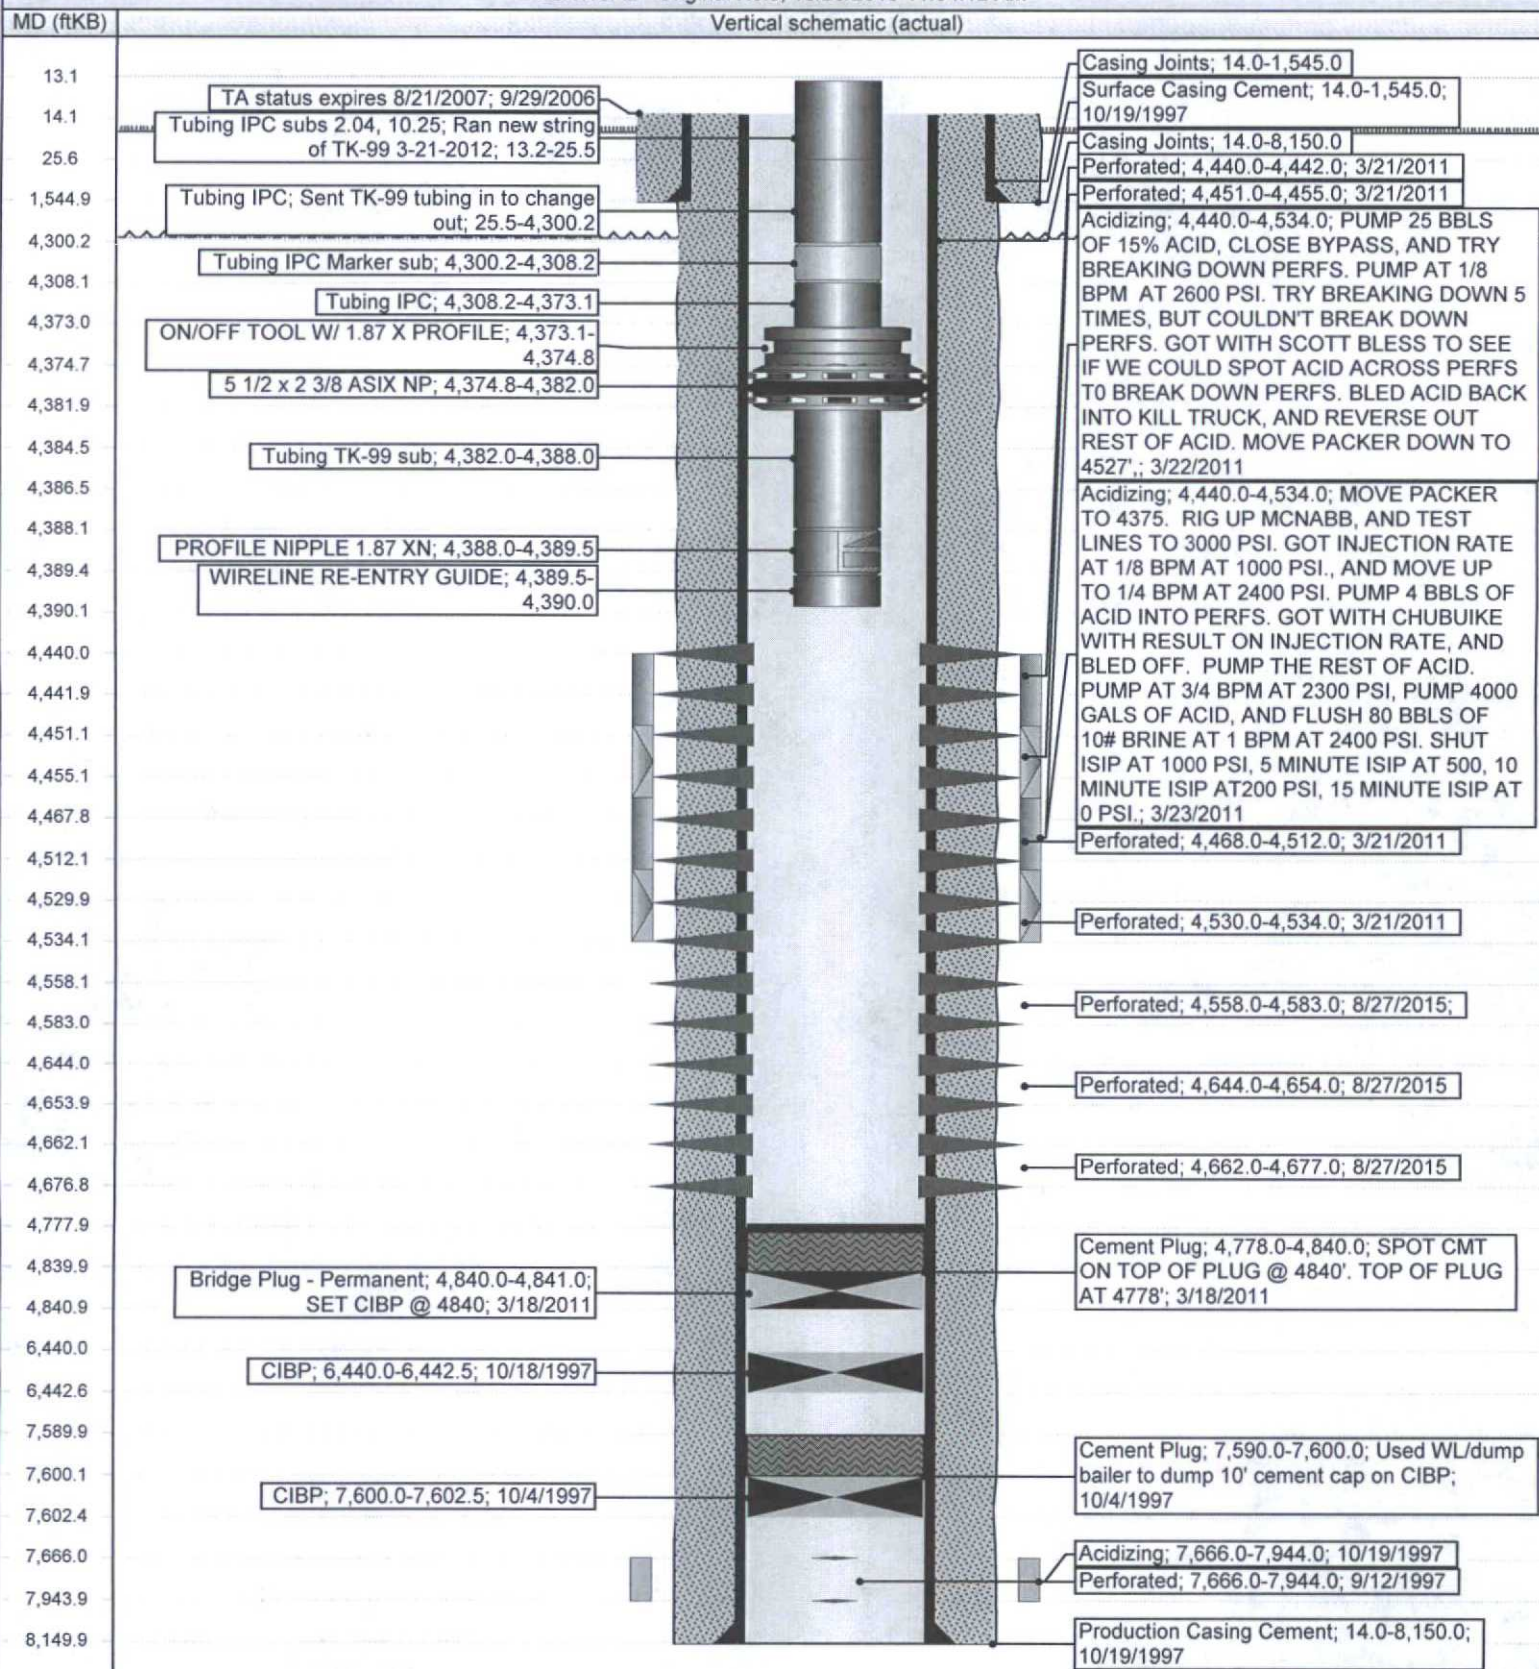 MD (ftKB)
Vertical schematic (actual)
13.1
14.1
25.6
1,544.9
4,300.2
4,308.1
4,373.0
4,374.7
4,381.9
4,384.5
4,386.5
4,388.1
4,389.4
4,390.1
4,440.0
4,441.9
4,451.1
4,455.1
4,467.8
4,512.1
4,529.9
4,534.1
4,558.1
4,583.0
4,644.0
4,653.9
4,662.1
4,676.8
4,777.9
4,839.9
4,840.9
6,440.0
6,442.6
7,589.9
7,600.1
7,602.4
7,666.0
7,943.9
8,149.9
TA status expires 8/21/2007; 9/29/2006
Tubing IPC subs 2.04, 10.25; Ran new string
of TK-99 3-21-2012; 13.2-25.5
Tubing IPC; Sent TK-99 tubing in to change
out; 25.5-4,300.2
Tubing IPC Marker sub; 4,300.2-4,308.2
Tubing IPC; 4,308.2-4,373.1
ON/OFF TOOL W/ 1.87 X PROFILE; 4,373.1-
4,374.8
5 1/2 x 2 3/8 ASIX NP; 4,374.8-4,382.0
Tubing TK-99 sub; 4,382.0-4,388.0
PROFILE NIPPLE 1.87 XN; 4,388.0-4,389.5
WIRELINE RE-ENTRY GUIDE; 4,389.5-
4,390.0
Bridge Plug - Permanent; 4,840.0-4,841.0;
SET CIBP @ 4840; 3/18/2011
CIBP; 6,440.0-6,442.5; 10/18/1997
CIBP; 7,600.0-7,602.5; 10/4/1997
Casing Joints; 14.0-1,545.0
Surface Casing Cement; 14.0-1,545.0;
10/19/1997
Casing Joints; 14.0-8,150.0
Perforated; 4,440.0-4,442.0; 3/21/2011
Perforated; 4,451.0-4,455.0; 3/21/2011
Acidizing; 4,440.0-4,534.0; PUMP 25 BBLS
OF 15% ACID, CLOSE BYPASS, AND TRY
BREAKING DOWN PERFS. PUMP AT 1/8
BPM AT 2600 PSI. TRY BREAKING DOWN 5
TIMES, BUT COULDN'T BREAK DOWN
PERFS. GOT WITH SCOTT BLESS TO SEE
IF WE COULD SPOT ACID ACROSS PERFS
T0 BREAK DOWN PERFS. BLED ACID BACK
INTO KILL TRUCK, AND REVERSE OUT
REST OF ACID. MOVE PACKER DOWN TO
4527',; 3/22/2011
Acidizing; 4,440.0-4,534.0; MOVE PACKER
TO 4375. RIG UP MCNABB, AND TEST
LINES TO 3000 PSI. GOT INJECTION RATE
AT 1/8 BPM AT 1000 PSI., AND MOVE UP
TO 1/4 BPM AT 2400 PSI. PUMP 4 BBLS OF
ACID INTO PERFS. GOT WITH CHUBUIKE
WITH RESULT ON INJECTION RATE, AND
BLED OFF. PUMP THE REST OF ACID.
PUMP AT 3/4 BPM AT 2300 PSI, PUMP 4000
GALS OF ACID, AND FLUSH 80 BBLS OF
10# BRINE AT 1 BPM AT 2400 PSI. SHUT
ISIP AT 1000 PSI, 5 MINUTE ISIP AT 500, 10
MINUTE ISIP AT200 PSI, 15 MINUTE ISIP AT
0 PSI.; 3/23/2011
Perforated; 4,468.0-4,512.0; 3/21/2011
Perforated; 4,530.0-4,534.0; 3/21/2011
Perforated; 4,558.0-4,583.0; 8/27/2015;
Perforated; 4,644.0-4,654.0; 8/27/2015
Perforated; 4,662.0-4,677.0; 8/27/2015
Cement Plug; 4,778.0-4,840.0; SPOT CMT
ON TOP OF PLUG @ 4840'. TOP OF PLUG
AT 4778'; 3/18/2011
Cement Plug; 7,590.0-7,600.0; Used WL/dump
bailer to dump 10' cement cap on CIBP;
10/4/1997
Acidizing; 7,666.0-7,944.0; 10/19/1997
Perforated; 7,666.0-7,944.0; 9/12/1997
Production Casing Cement; 14.0-8,150.0;
10/19/1997